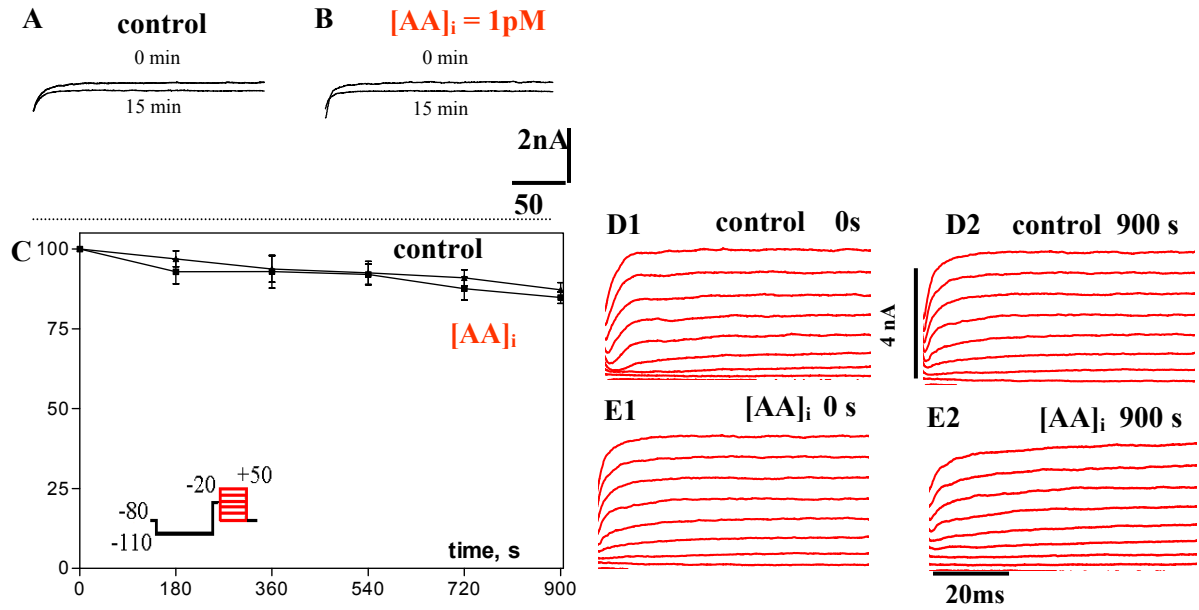 A control
0 min
15 min
B [AA]i = 1pM
0 min
15 min
2nA
50
C
100
75
50
25
0
control
[AA]i
-80
-110
-20
+50
time, s
0 180 360 540 720 900
D1 control 0s
D2 control 900 s
4 nA
E1 [AA]i 0 s
E2 [AA]i 900 s
20ms